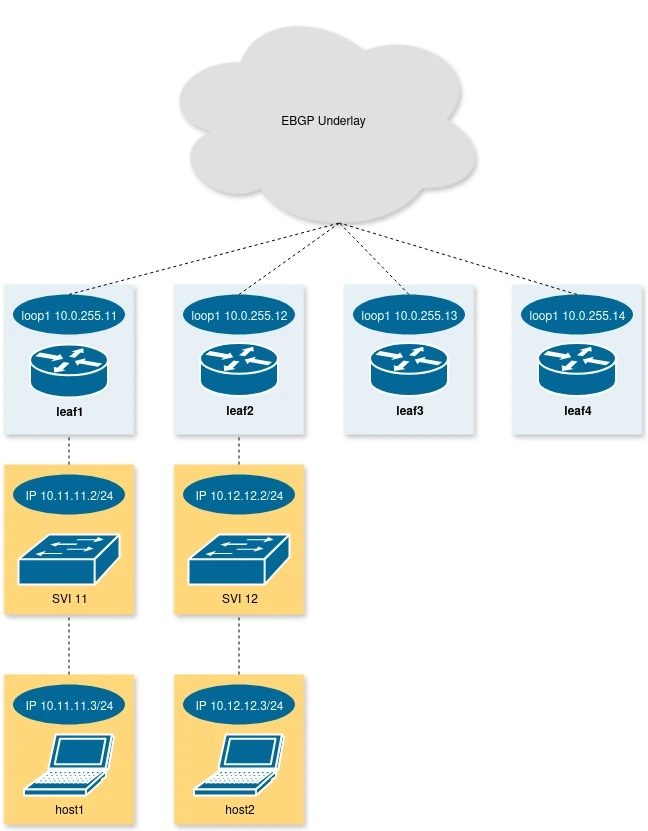 EBGP Underlay
loop1 10.0.255.11
loop1 10.0.255.12
loop1 10.0.255.13
loop1 10.0.255.14
leaf1
leaf2
leaf3
leaf4
IP 10.11.11.2/24
IP 10.12.12.2/24
SVI 11
SVI 12
IP 10.11.11.3/24
IP 10.12.12.3/24
host1
host2